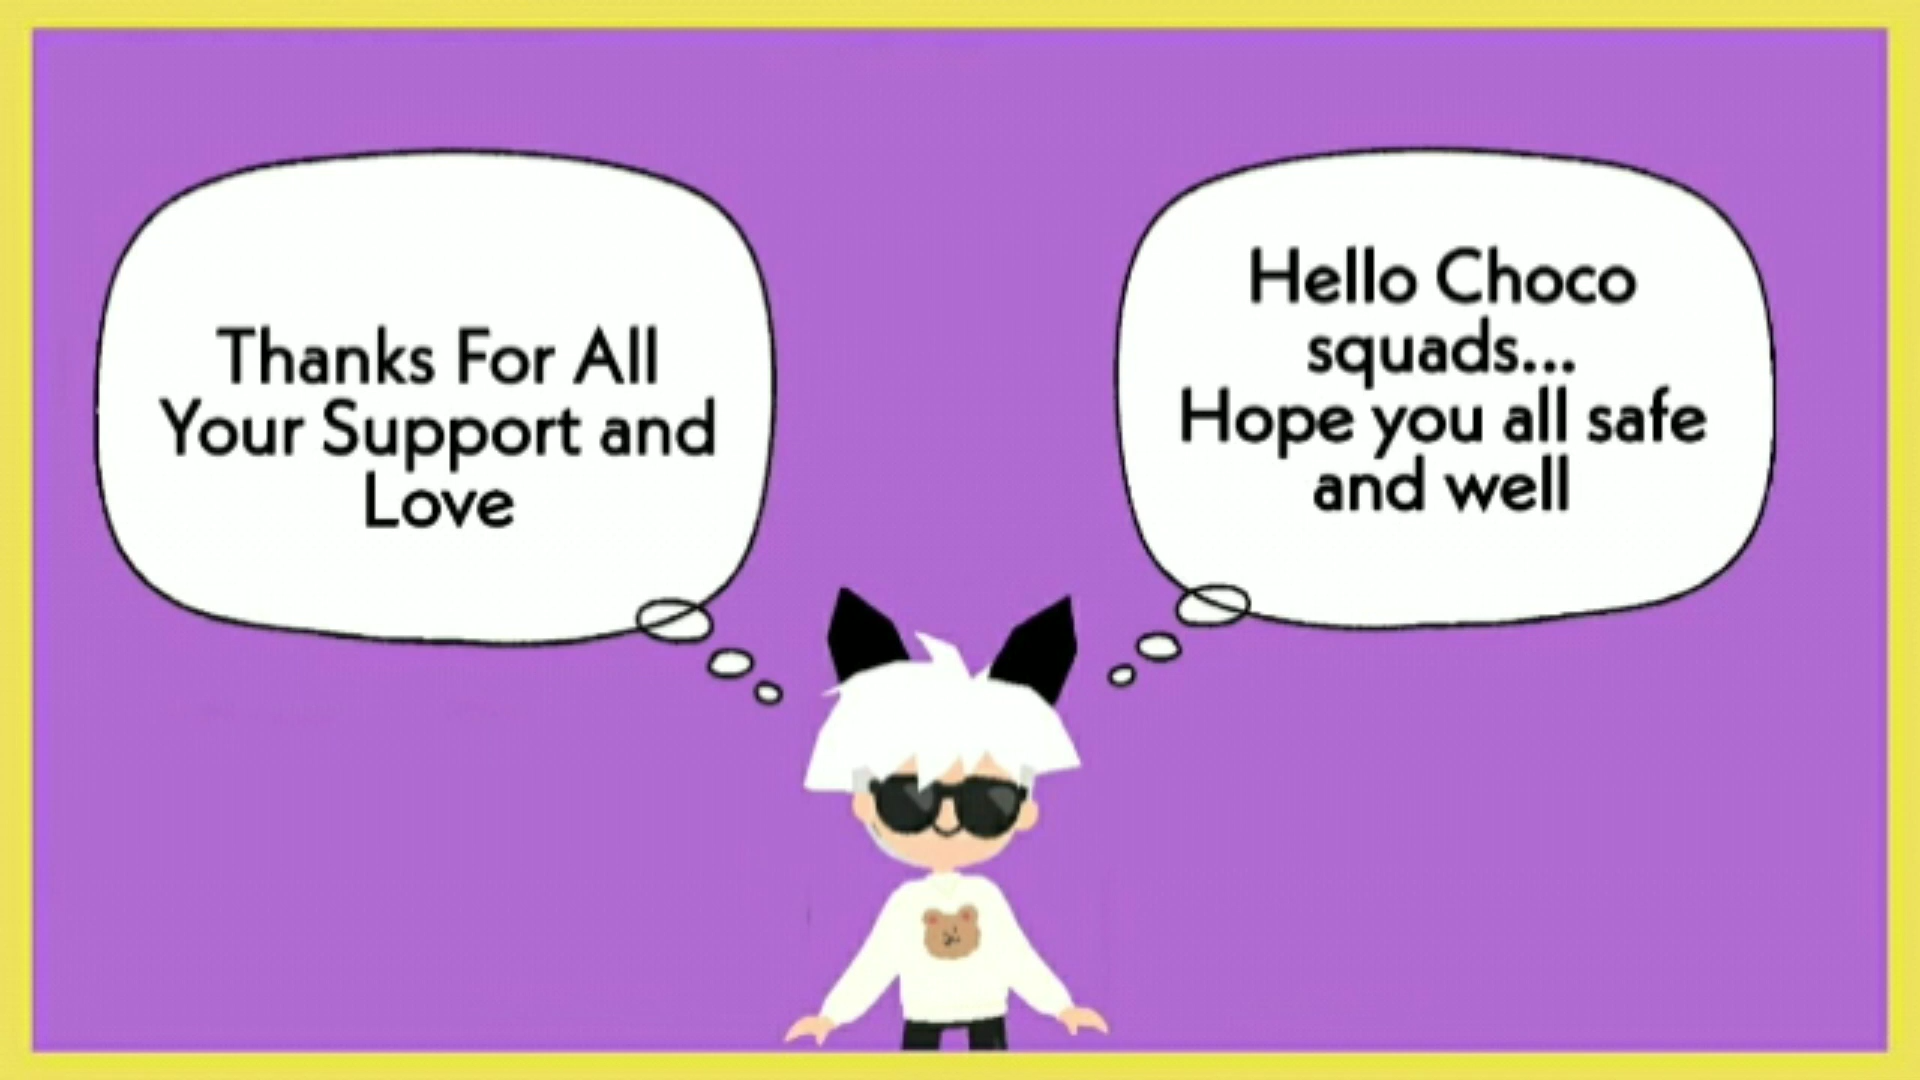 Thanks For All
Your Support and
Love
Hello Choco
squads...
Hope you all safe
and well